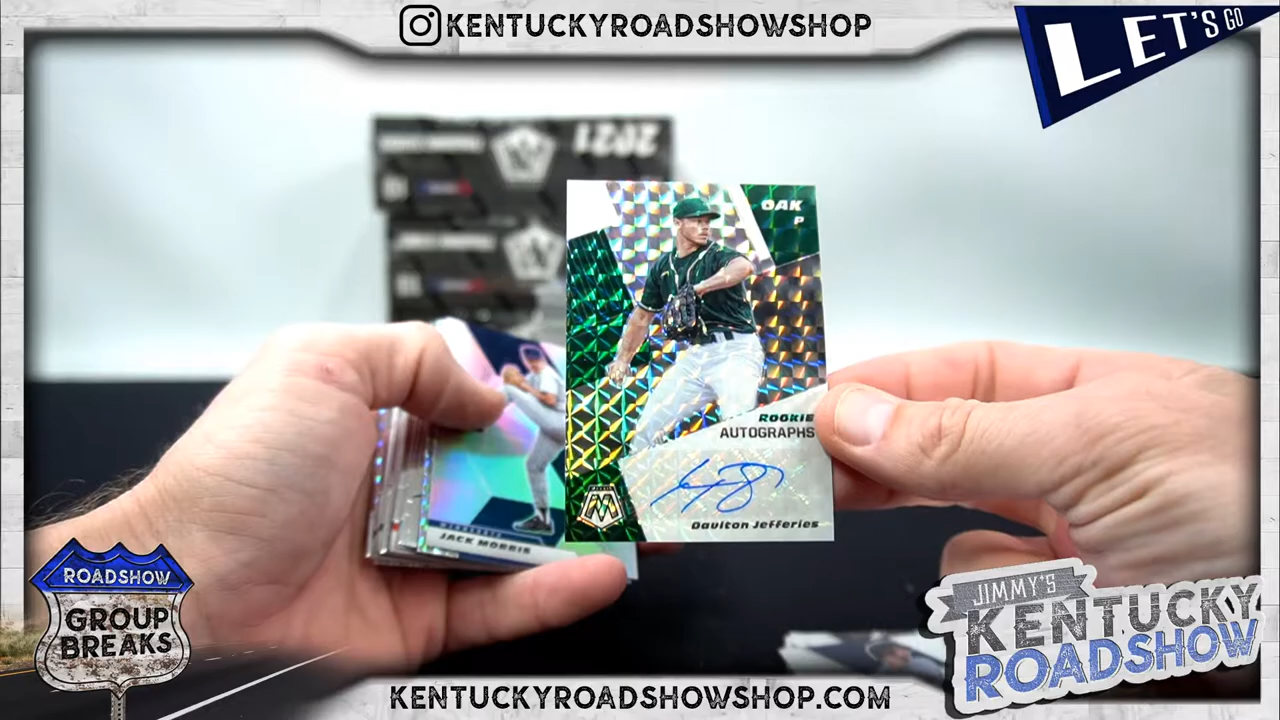 KENTUCKYROADSHOWSHOP
LET'S GO
2021
OAK
P
ROOKIE
AUTOGRAPHS
Daulton Jefferies
JACK MORRIS
ROADSHOW
GROUP
BREAKS
JIMMY'S
KENTUCKY
ROADSHOW
KENTUCKYROADSHOWSHOP.COM